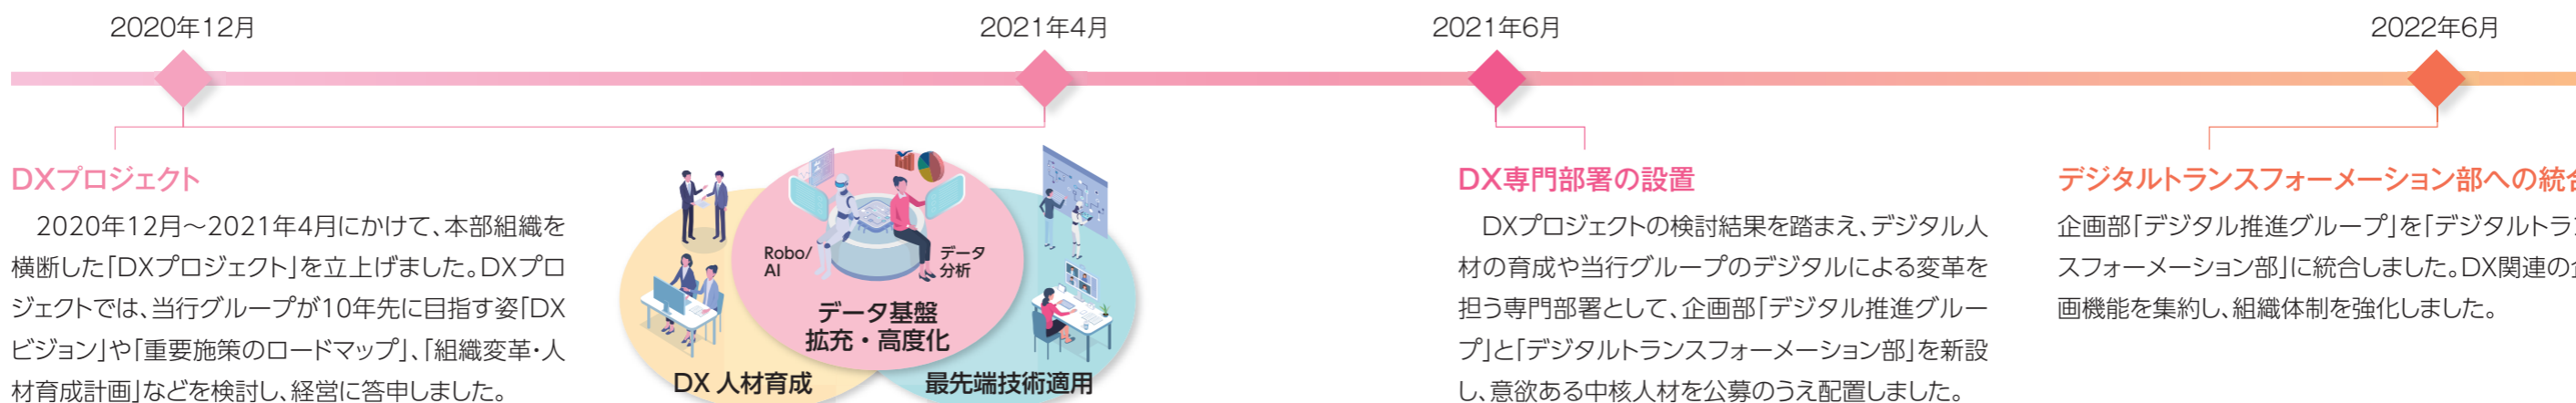 2020年12月
2021年4月
2021年6月
2022年6月
DXプロジェクト
　2020年12月～2021年4月にかけて、本部組織を
横断した「DXプロジェクト」を立上げました。DXプロ
ジェクトでは、当行グループが10年先に目指す姿「DX
ビジョン」や「重要施策のロードマップ」、「組織変革・人
材育成計画」などを検討し、経営に答申しました。
Robo/
AI
データ
分析
データ基盤
拡充・高度化
DX 人材育成
最先端技術適用
DX専門部署の設置
　DXプロジェクトの検討結果を踏まえ、デジタル人
材の育成や当行グループのデジタルによる変革を
担う専門部署として、企画部「デジタル推進グルー
プ」と「デジタルトランスフォーメーション部」を新設
し、意欲ある中核人材を公募のうえ配置しました。
デジタルトランスフォーメーション部への統合
企画部「デジタル推進グループ」を「デジタルトラン
スフォーメーション部」に統合しました。DX関連の企
画機能を集約し、組織体制を強化しました。